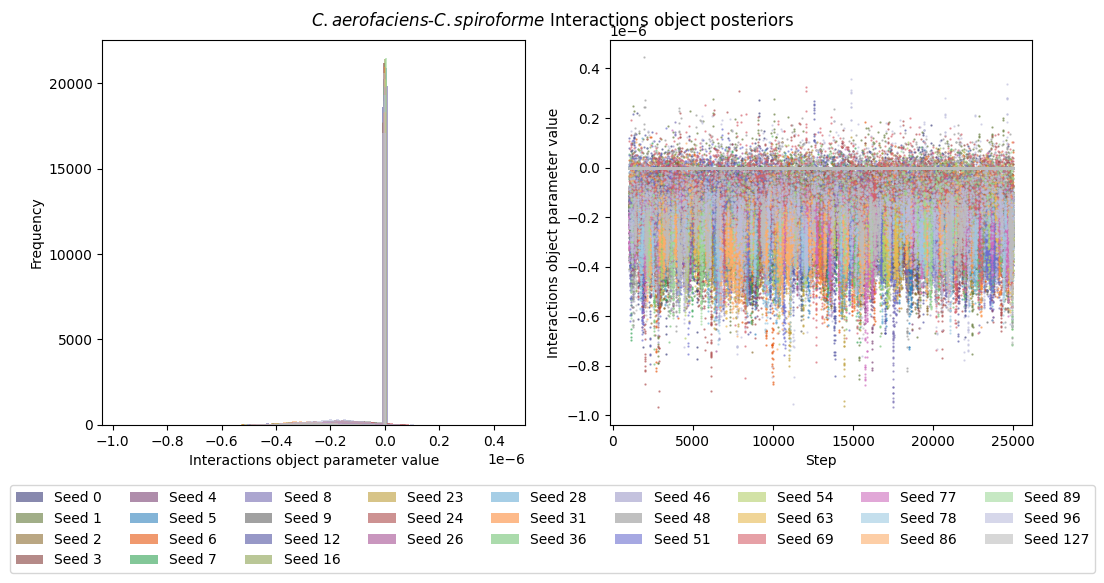 C. aerofaciens-C. spiroforme Interactions object posteriors
1e−6
20000
15000
10000
5000
0
Frequency
−1.0 −0.8 −0.6 −0.4 −0.2 0.0 0.2 0.4
1e−6
Interactions object parameter value
0.4
0.2
0.0
−0.2
−0.4
−0.6
−0.8
−1.0
Interactions object parameter value
0 5000 10000 15000 20000 25000
Step
Seed 0 Seed 4 Seed 8 Seed 23 Seed 28 Seed 46 Seed 54 Seed 77 Seed 89
Seed 1 Seed 5 Seed 9 Seed 24 Seed 31 Seed 48 Seed 63 Seed 78 Seed 96
Seed 2 Seed 6 Seed 12 Seed 26 Seed 36 Seed 51 Seed 69 Seed 86 Seed 127
Seed 3 Seed 7 Seed 16